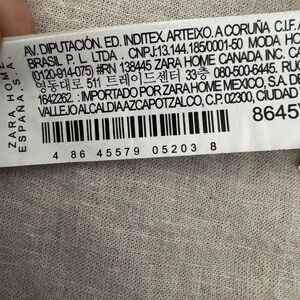 ZARA HOME
ESPAÑA, S.
AV. DIPUTACIÓN. ED. INDITEX. ARTEIXO. A CORUÑA C.I.F.
BRASIL P. L. LTDA. CNPJ.13.144.185/0001-50 MODA
(0120-914-075) #RN 138445 ZARA HOME CANADA INC.
영동대로 511 트레이드센터 33층 080-500-6445. RUS
1642262. : IMPORTADO POR ZARA HOME MEXICO, S.A.
VALLEJO ALCALDIA AZCAPOTZALCO, C.P. 02300, CIUDAD
8645
4 86 45579 05203 8